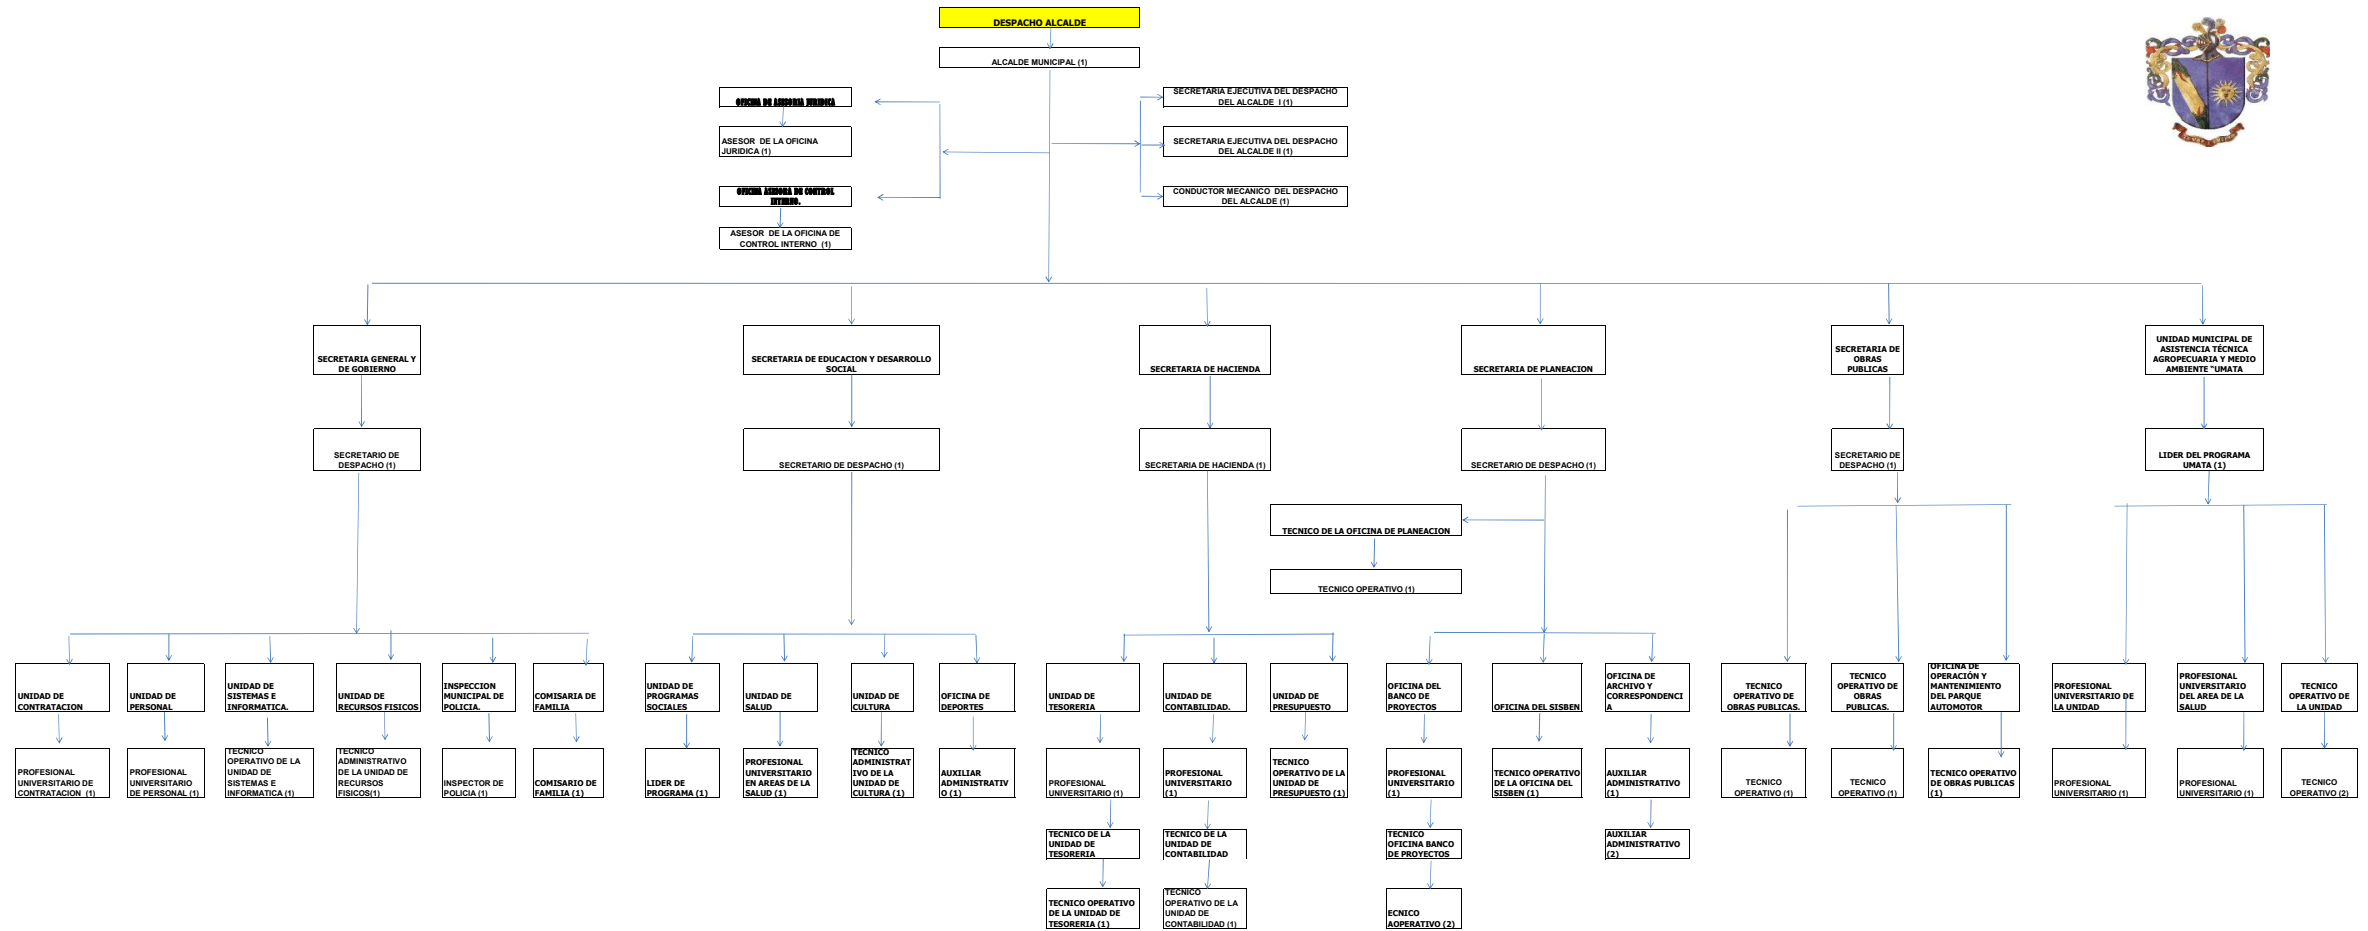 DESPACHO ALCALDE
ALCALDE MUNICIPAL (1)
OFICINA DE ASESORIA JURIDICA
ASESOR DE LA OFICINA
JURIDICA (1)
OFICINA ASESORA DE CONTROL
INTERNO.
ASESOR DE LA OFICINA DE
CONTROL INTERNO (1)
SECRETARIA EJECUTIVA DEL DESPACHO
DEL ALCALDE I (1)
SECRETARIA EJECUTIVA DEL DESPACHO
DEL ALCALDE II (1)
CONDUCTOR MECANICO DEL DESPACHO
DEL ALCALDE (1)
SECRETARIA GENERAL Y
DE GOBIERNO
SECRETARIA DE EDUCACION Y DESARROLLO
SOCIAL
SECRETARIA DE HACIENDA
SECRETARIA DE PLANEACION
SECRETARIA DE
OBRAS
PUBLICAS
UNIDAD MUNICIPAL DE
ASISTENCIA TÉCNICA
AGROPECUARIA Y MEDIO
AMBIENTE "UMATA
SECRETARIO DE
DESPACHO (1)
SECRETARIO DE DESPACHO (1)
SECRETARIA DE HACIENDA (1)
SECRETARIO DE DESPACHO (1)
SECRETARIO DE
DESPACHO (1)
LIDER DEL PROGRAMA
UMATA (1)
TECNICO DE LA OFICINA DE PLANEACION
TECNICO OPERATIVO (1)
UNIDAD DE
CONTRATACION
UNIDAD DE
PERSONAL
UNIDAD DE
SISTEMAS E
INFORMATICA.
UNIDAD DE
RECURSOS FISICOS
INSPECCION
MUNICIPAL DE
POLICIA.
COMISARIA DE
FAMILIA
UNIDAD DE
PROGRAMAS
SOCIALES
UNIDAD DE
SALUD
UNIDAD DE
CULTURA
OFICINA DE
DEPORTES
UNIDAD DE
TESORERIA
UNIDAD DE
CONTABILIDAD.
UNIDAD DE
PRESUPUESTO
OFICINA DEL
BANCO DE
PROYECTOS
OFICINA DEL SISBEN
OFICINA DE
ARCHIVO Y
CORRESPONDENCI
A
TECNICO
OPERATIVO DE
OBRAS PUBLICAS.
TECNICO
OPERATIVO DE
OBRAS
PUBLICAS.
OFICINA DE
OPERACIÓN Y
MANTENIMIENTO
DEL PARQUE
AUTOMOTOR
PROFESIONAL
UNIVERSITARIO DE
LA UNIDAD
PROFESIONAL
UNIVERSITARIO
DEL AREA DE LA
SALUD
TECNICO
OPERATIVO DE
LA UNIDAD
PROFESIONAL
UNIVERSITARIO DE
CONTRATACION (1)
PROFESIONAL
UNIVERSITARIO
DE PERSONAL (1)
TECNICO
OPERATIVO DE LA
UNIDAD DE
SISTEMAS E
INFORMATICA (1)
TECNICO
ADMINISTRATIVO
DE LA UNIDAD DE
RECURSOS
FISICOS(1)
INSPECTOR DE
POLICIA (1)
COMISARIO DE
FAMILIA (1)
LIDER DE
PROGRAMA (1)
PROFESIONAL
UNIVERSITARIO
EN AREAS DE LA
SALUD (1)
TECNICO
ADMINISTRAT
IVO DE LA
UNIDAD DE
CULTURA (1)
AUXILIAR
ADMINISTRATIV
O (1)
PROFESIONAL
UNIVERSITARIO (1)
PROFESIONAL
UNIVERSITARIO
(1)
TECNICO
OPERATIVO DE LA
UNIDAD DE
PRESUPUESTO (1)
PROFESIONAL
UNIVERSITARIO
(1)
TECNICO OPERATIVO
DE LA OFICINA DEL
SISBEN (1)
AUXILIAR
ADMINISTRATIVO
(1)
TECNICO
OPERATIVO (1)
TECNICO
OPERATIVO (1)
TECNICO OPERATIVO
DE OBRAS PUBLICAS
(1)
PROFESIONAL
UNIVERSITARIO (1)
PROFESIONAL
UNIVERSITARIO (1)
TECNICO
OPERATIVO (2)
TECNICO DE LA
UNIDAD DE
TESORERIA
TECNICO DE LA
UNIDAD DE
CONTABILIDAD
TECNICO
OFICINA BANCO
DE PROYECTOS
AUXILIAR
ADMINISTRATIVO
(2)
TECNICO OPERATIVO
DE LA UNIDAD DE
TESORERIA (1)
TECNICO
OPERATIVO DE LA
UNIDAD DE
CONTABILIDAD (1)
ECNICO
AOPERATIVO (2)